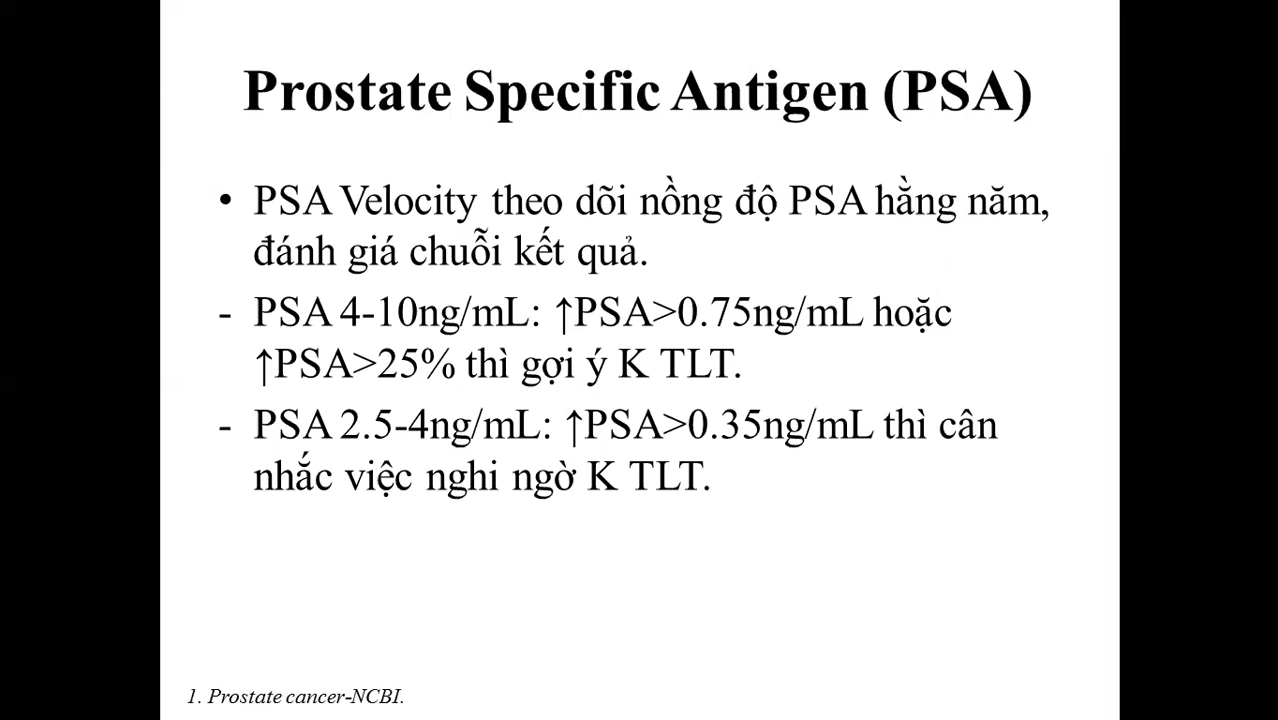 Prostate Specific Antigen (PSA)
• PSA Velocity theo dõi nồng độ PSA hằng năm,
đánh giá chuỗi kết quả.
- PSA 4-10ng/mL: ↑PSA>0.75ng/mL hoặc
↑PSA>25% thì gợi ý K TLT.
- PSA 2.5-4ng/mL: ↑PSA>0.35ng/mL thì cân
nhắc việc nghi ngờ K TLT.
1. Prostate cancer-NCBI.